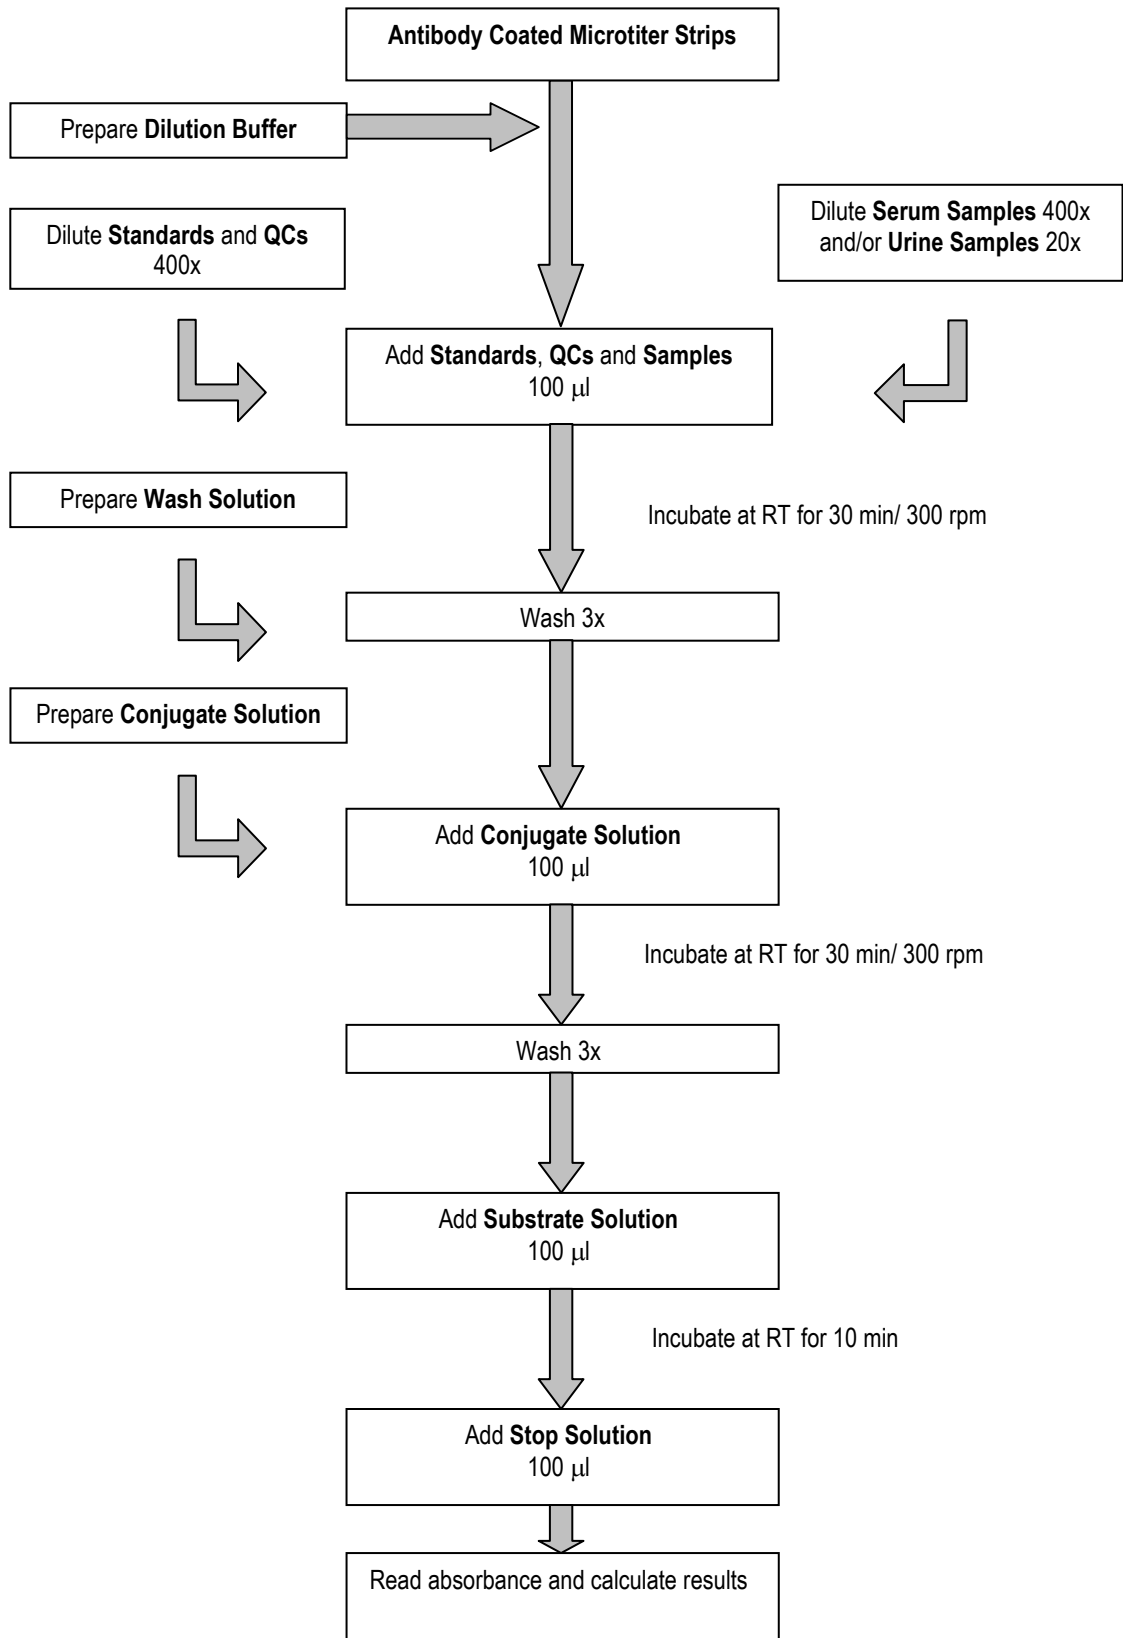 Antibody Coated Microtiter Strips
Prepare Dilution Buffer
Dilute Standards and QCs
400x
Dilute Serum Samples 400x
and/or Urine Samples 20x
Add Standards, QCs and Samples
100 μl
Prepare Wash Solution
Incubate at RT for 30 min/ 300 rpm
Wash 3x
Prepare Conjugate Solution
Add Conjugate Solution
100 μl
Incubate at RT for 30 min/ 300 rpm
Wash 3x
Add Substrate Solution
100 μl
Incubate at RT for 10 min
Add Stop Solution
100 μl
Read absorbance and calculate results